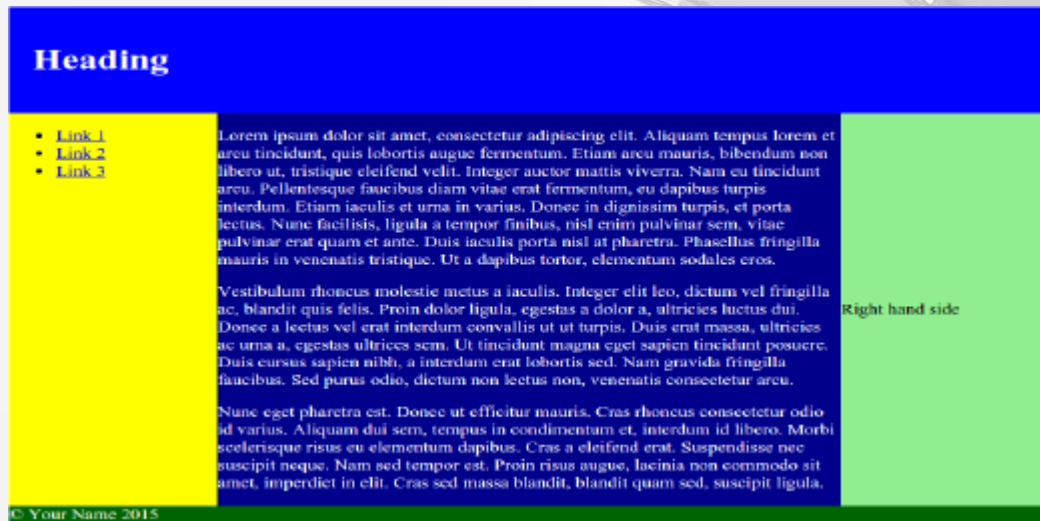 Heading
Link 1
Link 2
Link 3
Lorem ipsum dolor sit amet, consectetur adipiscing elit. Aliquam tempus lorem et
arcu tincidunt, quis lobortis augue fermentum. Etiam arcu mauris, bibendum non
libero ut, tristique eleifend velit. Integer auctor mattis viverra. Nam eu tincidunt
arcu. Pellentesque faucibus diam vitae erat fermentum, eu dapibus turpis
interdum. Etiam iaculis et urna in varius. Donec in dignissim turpis, et porta
lectus. Nunc facilisis, ligula a tempor finibus, nisl enim pulvinar sem, vitae
pulvinar erat quam et ante. Duis iaculis porta nisl at pharetra. Phasellus fringilla
mauris in venenatis tristique. Ut a dapibus tortor, elementum sodales eros.
Vestibulum rhoncus molestie metus a iaculis. Integer elit leo, dictum vel fringilla
ac, blandit quis felis. Proin dolor ligula, egestas a dolor a, ultricies luctus dui.
Donec a lectus vel erat interdum convallis ut ut turpis. Duis erat massa, ultricies
ac urna a, egestas ultrices sem. Ut tincidunt magna eget sapien tincidunt posuere.
Duis cursus sapien nibh, a interdum erat lobortis sed. Nam gravida fringilla
faucibus. Sed purus odio, dictum non lectus non, venenatis consectetur arcu.
Nunc eget pharetra est. Donec ut efficitur mauris. Cras rhoncus consectetur odio
id varius. Aliquam dui sem, tempus in condimentum et, interdum id libero. Morbi
scelerisque risus eu elementum dapibus. Cras a eleifend erat. Suspendisse nec
suscipit neque. Nam sed tempor est. Proin risus augue, lacinia non commodo sit
amet, imperdiet in elit. Cras sed massa blandit, blandit quam sed, suscipit ligula.
Right hand side
© Your Name 2015